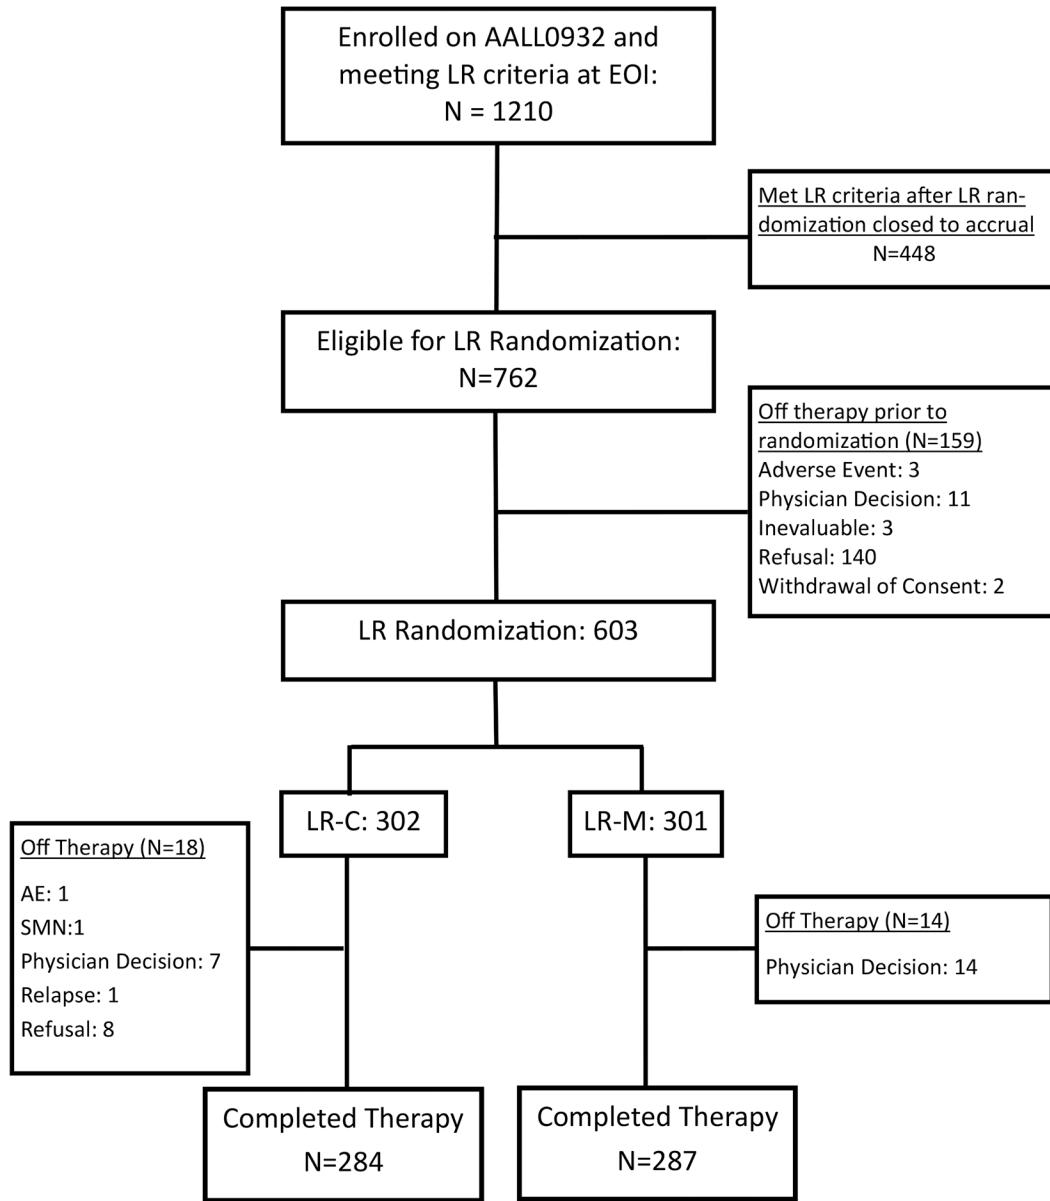 Enrolled on AALL0932 and
meeting LR criteria at EOI:
N = 1210
Met LR criteria after LR ran-
domization closed to accrual
N=448
Eligible for LR Randomization:
N=762
Off therapy prior to
randomization (N=159)
Adverse Event: 3
Physician Decision: 11
Inevaluable: 3
Refusal: 140
Withdrawal of Consent: 2
LR Randomization: 603
LR-C: 302
LR-M: 301
Off Therapy (N=18)
AE: 1
SMN:1
Physician Decision: 7
Relapse: 1
Refusal: 8
Off Therapy (N=14)
Physician Decision: 14
Completed Therapy
N=284
Completed Therapy
N=287